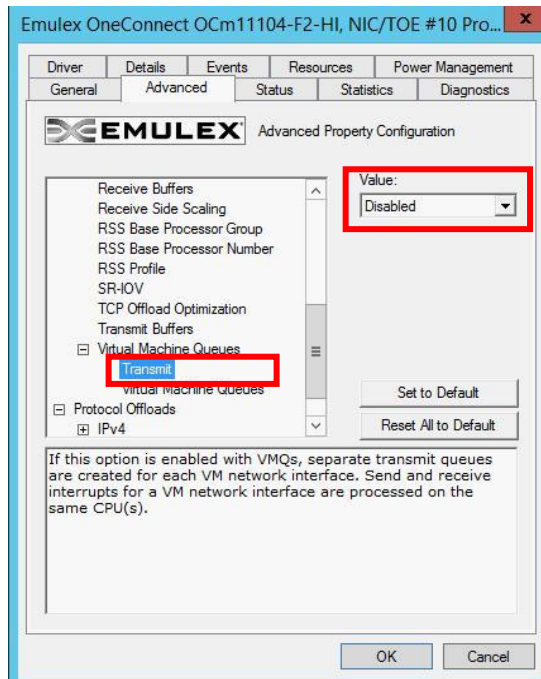 Emulex OneConnect OCm11104-F2-HI, NIC/TOE #10 Pro...
x
Driver Details Events Resources Power Management
General Advanced Status Statistics Diagnostics
EMULEX Advanced Property Configuration
Receive Buffers
Receive Side Scaling
RSS Base Processor Group
RSS Base Processor Number
RSS Profile
SR-IOV
TCP Offload Optimization
Transmit Buffers
Virtual Machine Queues
Transmit
Virtual Machine Queues
Protocol Offloads
IPv4
Value:
Disabled
Set to Default
Reset All to Default
If this option is enabled with VMQs, separate transmit queues
are created for each VM network interface. Send and receive
interrupts for a VM network interface are processed on the
same CPU(s).
OK Cancel